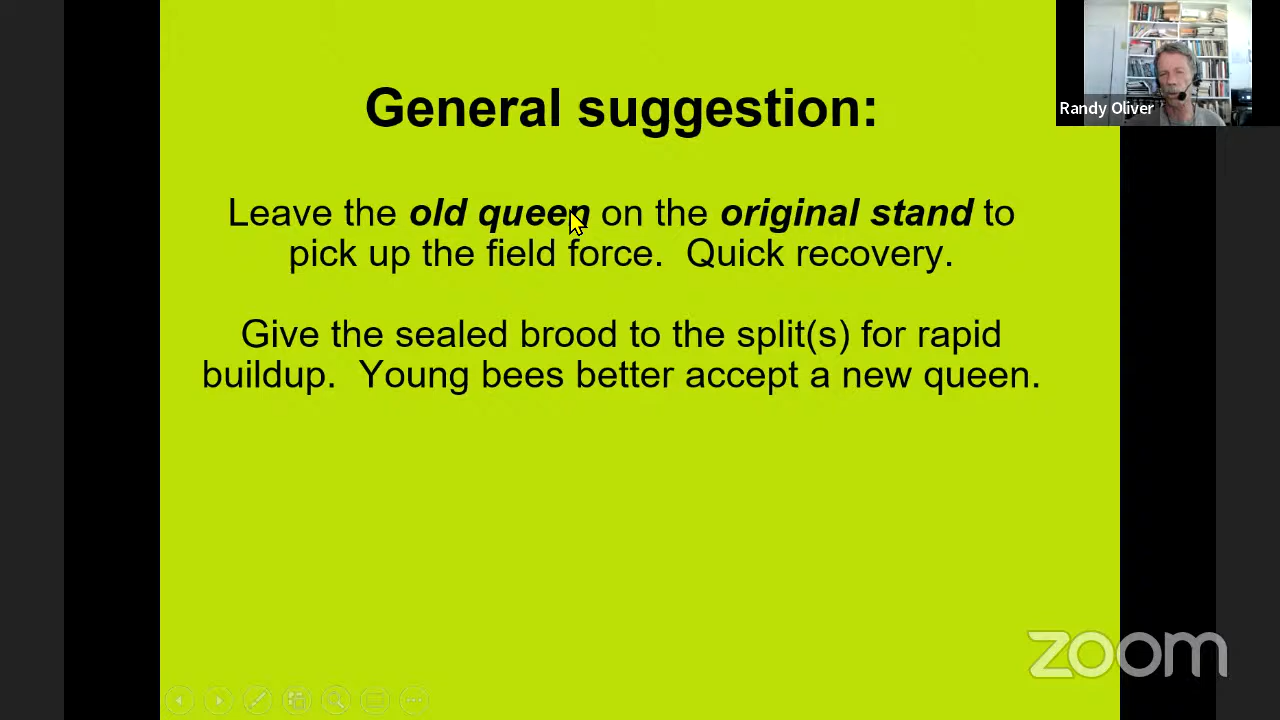 General suggestion:
Randy Oliver
Leave the old queen on the original stand to
pick up the field force.  Quick recovery.
Give the sealed brood to the split(s) for rapid
buildup.  Young bees better accept a new queen.
zoom